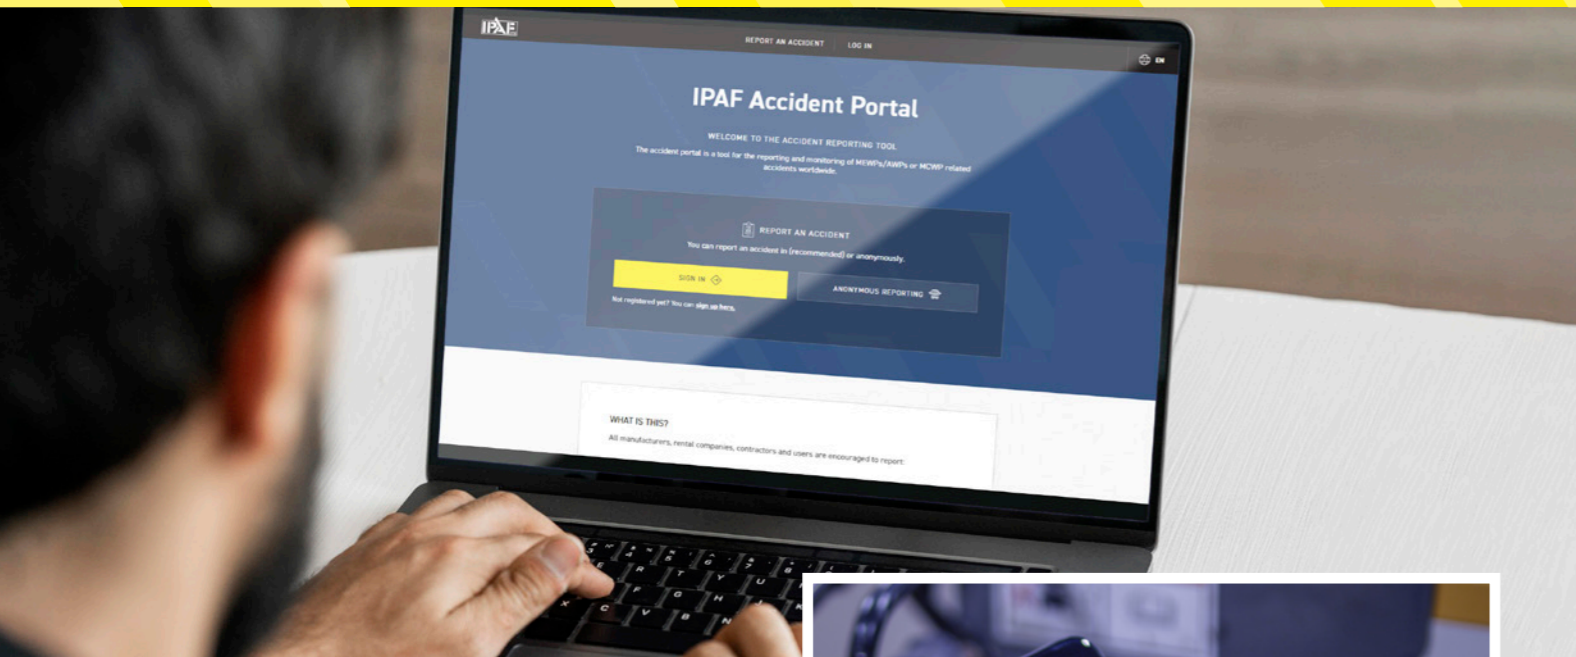 IPAF
REPORT AN ACCIDENT
LOG IN
EN
IPAF Accident Portal
WELCOME TO THE ACCIDENT REPORTING TOOL
The accident portal is a tool for the reporting and monitoring of MEWPs/AWPs or MCWP related
accidents worldwide.
REPORT AN ACCIDENT
You can report an accident in (recommended) or anonymously.
SIGN IN
ANONYMOUS REPORTING
Not registered yet? You can sign up here.
WHAT IS THIS?
All manufacturers, rental companies, contractors and users are encouraged to report:
E R T Y U
F G H
X C V B N